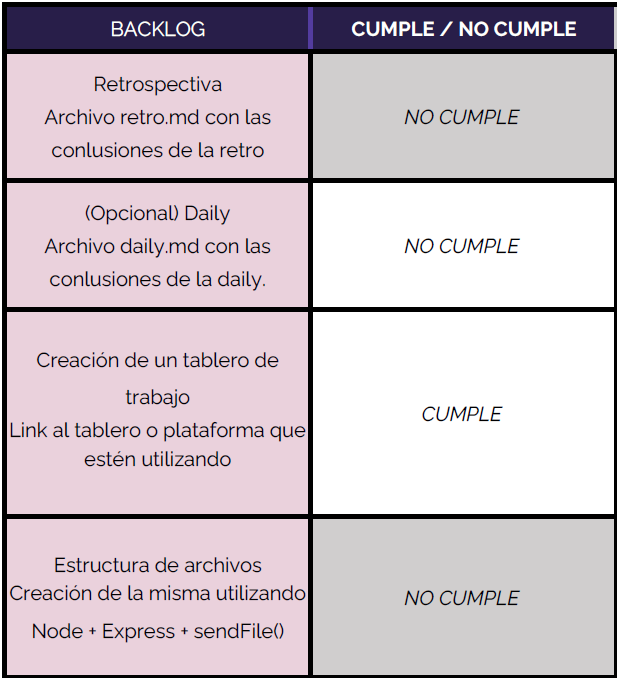 BACKLOG
CUMPLE / NO CUMPLE
Retrospectiva
Archivo retro.md con las
conlusiones de la retro
NO CUMPLE
(Opcional) Daily
Archivo daily.md con las
conlusiones de la daily.
NO CUMPLE
Creación de un tablero de
trabajo
Link al tablero o plataforma que
estén utilizando
CUMPLE
Estructura de archivos
Creación de la misma utilizando
Node + Express + sendFile()
NO CUMPLE